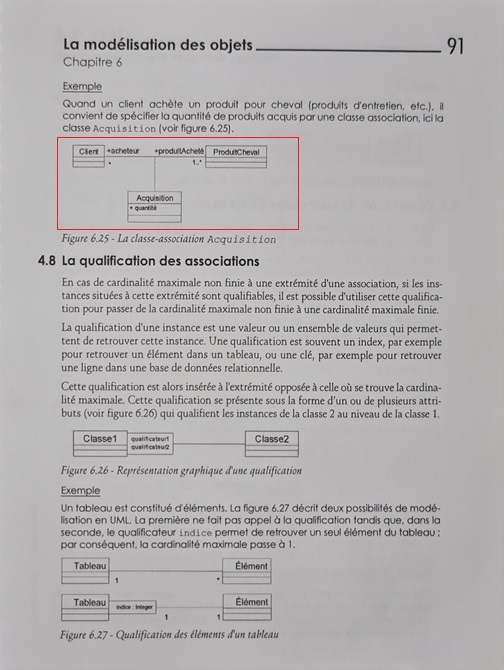 La modélisation des objets 91
Chapitre 6
Exemple
Quand un client achète un produit pour cheval (produits d'entretien, etc.), il
convient de spécifier la quantité de produits acquis par une classe association, ici la
classe Acquisition (voir figure 6.25).
Client +acheteur +produitAcheté ProduitCheval
* 1..*
Acquisition
+ quantité
Figure 6.25 - La classe-association Acquisition
4.8 La qualification des associations
En cas de cardinalité maximale non finie à une extrémité d'une association, si les ins-
tances situées à cette extrémité sont qualifiables, il est possible d'utiliser cette qualifica-
tion pour passer de la cardinalité maximale non finie à une cardinalité maximale finie.
La qualification d'une instance est une valeur ou un ensemble de valeurs qui permet-
tent de retrouver cette instance. Une qualification est souvent un index, par exemple
pour retrouver un élément dans un tableau, ou une clé, par exemple pour retrouver
une ligne dans une base de données relationnelle.
Cette qualification est alors insérée à l'extrémité opposée à celle où se trouve la cardina-
lité maximale. Cette qualification se présente sous la forme d'un ou de plusieurs attri-
buts (voir figure 6.26) qui qualifient les instances de la classe 2 au niveau de la classe 1.
Classe1 qualificateur1 Classe2
qualificateur2
Figure 6.26 - Représentation graphique d'une qualification
Exemple
Un tableau est constitué d'éléments. La figure 6.27 décrit deux possibilités de modé-
lisation en UML. La première ne fait pas appel à la qualification tandis que, dans la
seconde, le qualificateur indice permet de retrouver un seul élément du tableau ;
par conséquent, la cardinalité maximale passe à 1.
Tableau Élément
1 *
Tableau indice : Integer Élément
1 1
Figure 6.27 - Qualification des éléments d'un tableau